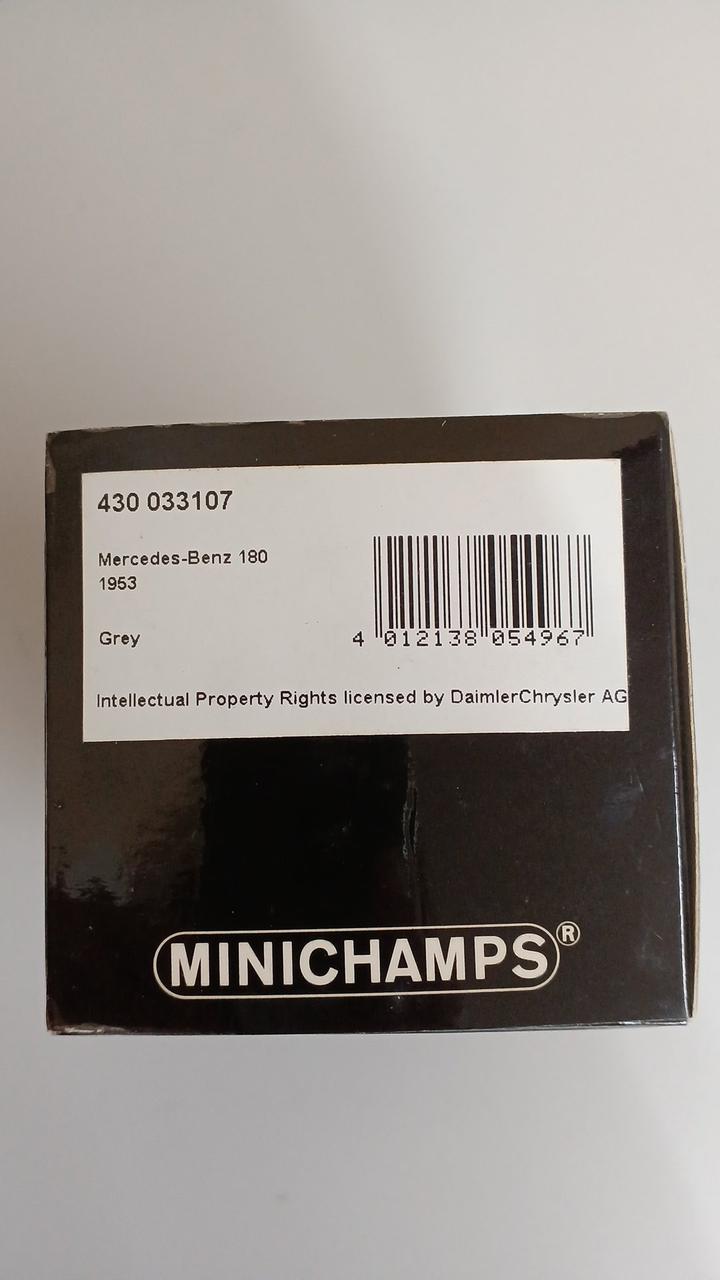 430 033107
Mercedes-Benz 180
1953
Grey
4 012138 054967
Intellectual Property Rights licensed by DaimlerChrysler AG
MINICHAMPS®